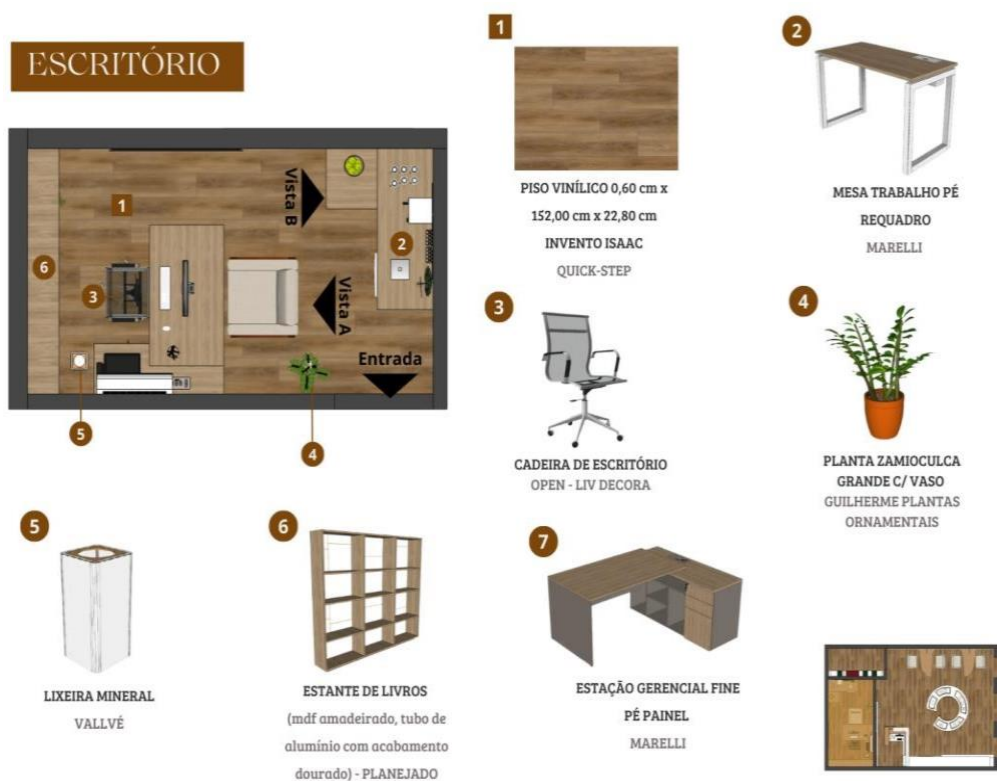 ESCRITÓRIO
1
Vista B
2
6
3
Vista A
Entrada
5
4
1
PISO VINÍLICO 0,60 cm x
152,00 cm x 22,80 cm
INVENTO ISAAC
QUICK-STEP
2
MESA TRABALHO PÉ
REQUADRO
MARELLI
3
CADEIRA DE ESCRITÓRIO
OPEN - LIV DECORA
4
PLANTA ZAMIOCULCA
GRANDE C/ VASO
GUILHERME PLANTAS
ORNAMENTAIS
5
LIXEIRA MINERAL
VALLVÉ
6
ESTANTE DE LIVROS
(mdf amadeirado, tubo de
alumínio com acabamento
dourado) - PLANEJADO
7
ESTAÇÃO GERENCIAL FINE
PÉ PAINEL
MARELLI